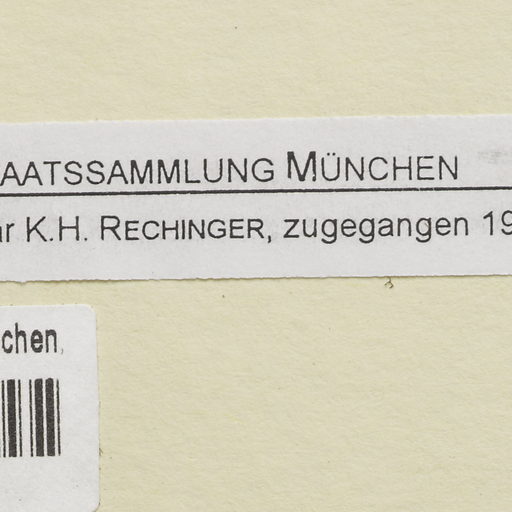 AATSSAMMLUNG MÜNCHEN
ar K.H. RECHINGER, zugegangen 19
chen,